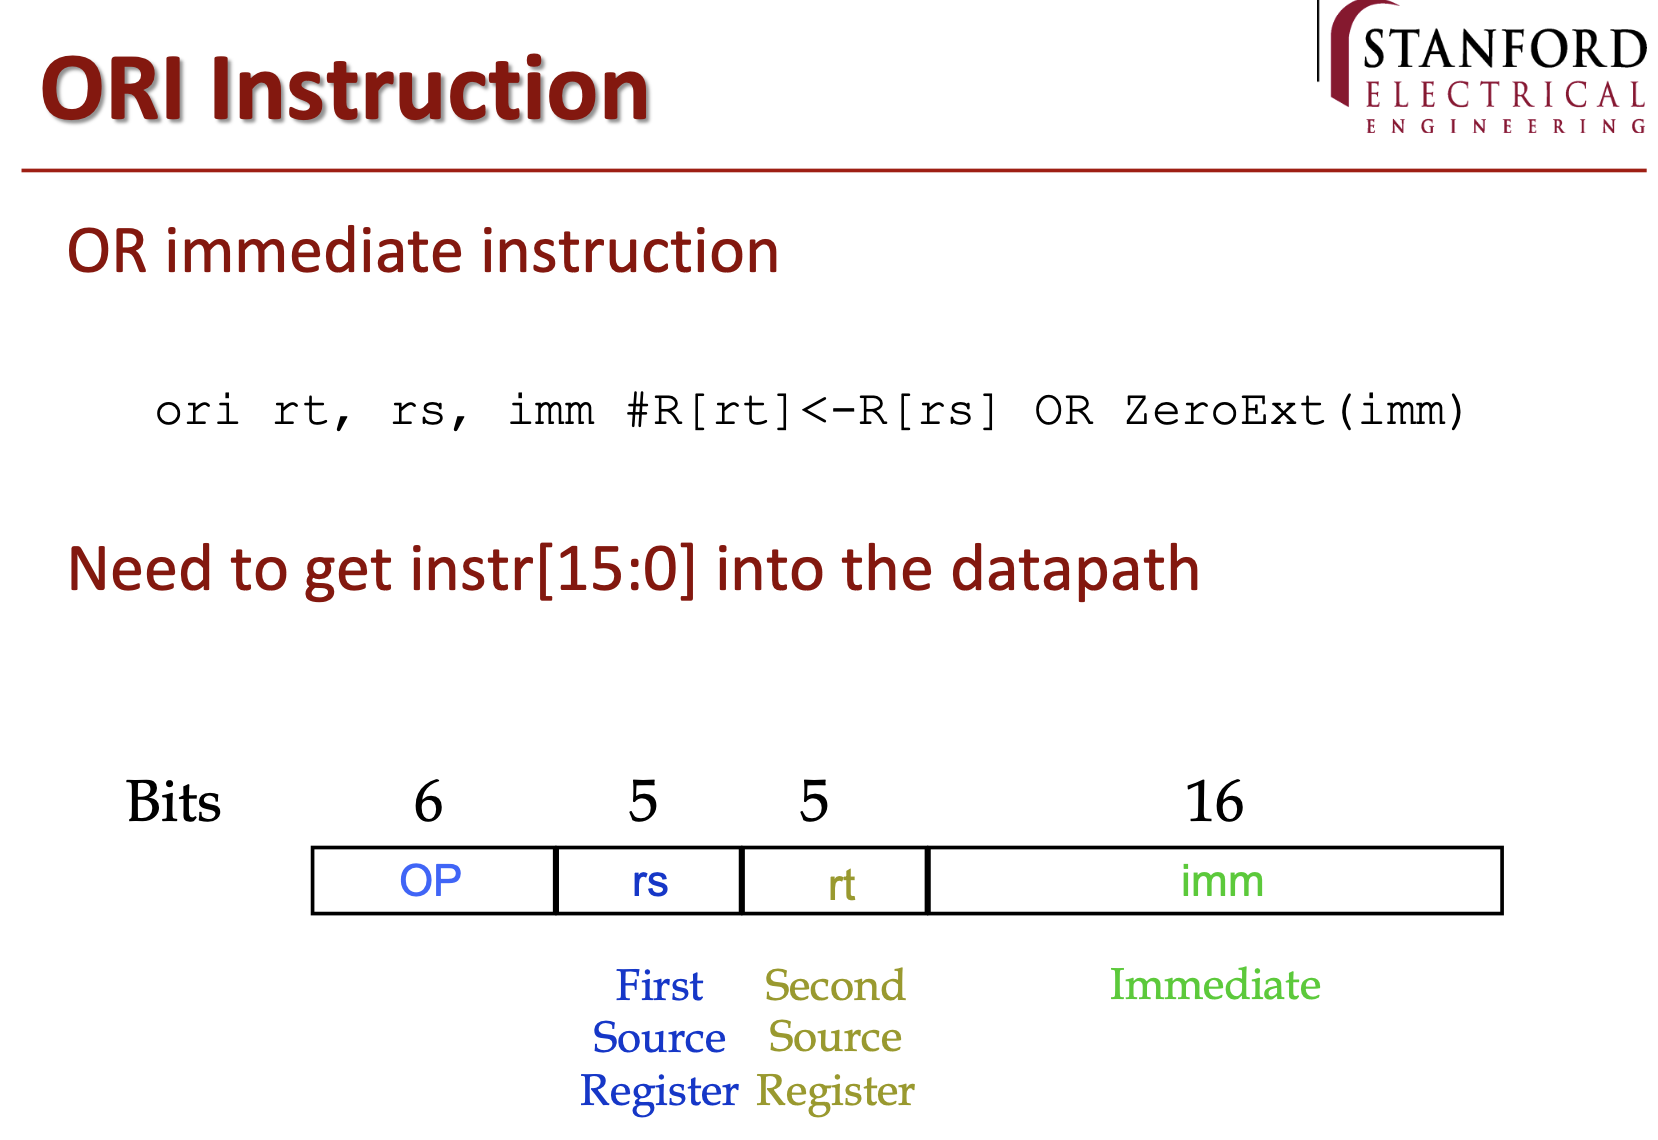 ORI Instruction
STANFORD
ELECTRICAL
ENGINEERING
OR immediate instruction
ori rt, rs, imm #R[rt]<-R[rs] OR ZeroExt(imm)
Need to get instr[15:0] into the datapath
Bits 6 5 5 16
OP rs rt imm
First Second Immediate
Source Source
Register Register